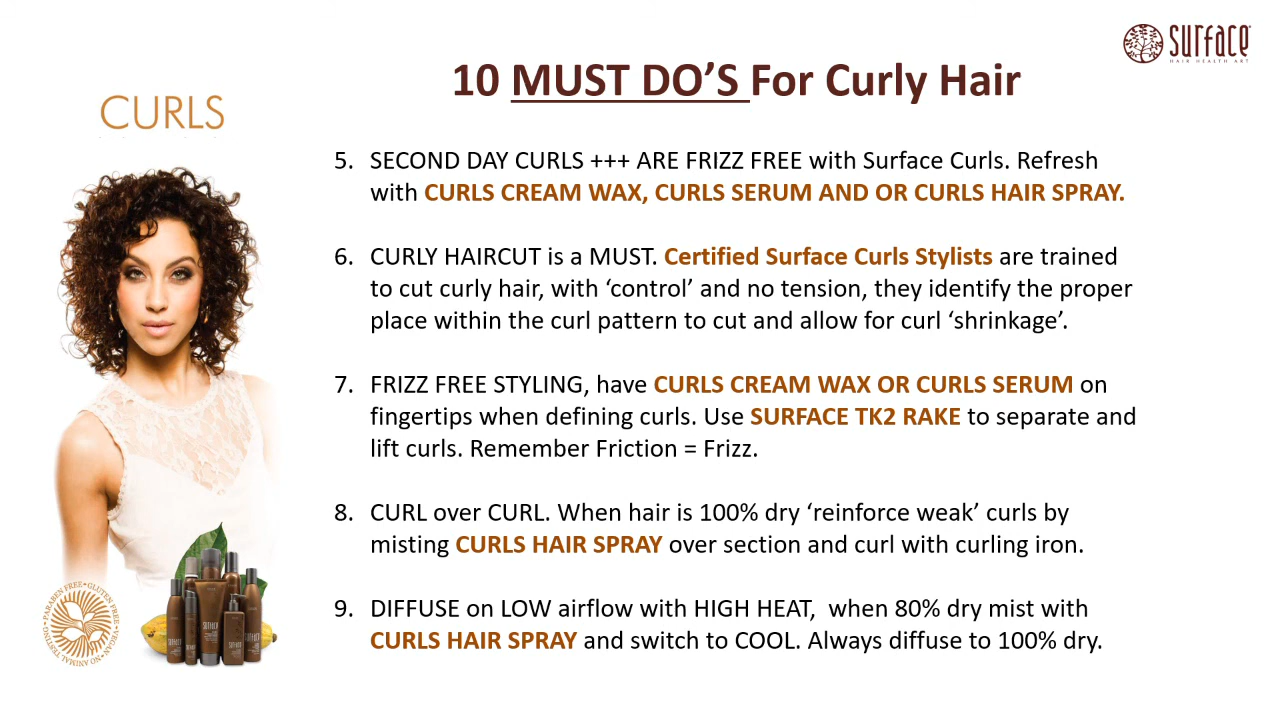 SURFACE
HAIR HEALTH ART
10 MUST DO’S For Curly Hair
CURLS
5. SECOND DAY CURLS +++ ARE FRIZZ FREE with Surface Curls. Refresh
with CURLS CREAM WAX, CURLS SERUM AND OR CURLS HAIR SPRAY.
6. CURLY HAIRCUT is a MUST. Certified Surface Curls Stylists are trained
to cut curly hair, with ‘control’ and no tension, they identify the proper
place within the curl pattern to cut and allow for curl ‘shrinkage’.
7. FRIZZ FREE STYLING, have CURLS CREAM WAX OR CURLS SERUM on
fingertips when defining curls. Use SURFACE TK2 RAKE to separate and
lift curls. Remember Friction = Frizz.
8. CURL over CURL. When hair is 100% dry ‘reinforce weak’ curls by
misting CURLS HAIR SPRAY over section and curl with curling iron.
9. DIFFUSE on LOW airflow with HIGH HEAT, when 80% dry mist with
CURLS HAIR SPRAY and switch to COOL. Always diffuse to 100% dry.
PARABEN FREE • GLUTEN FREE • VEGAN • NO ANIMAL TESTING •
SURFACE